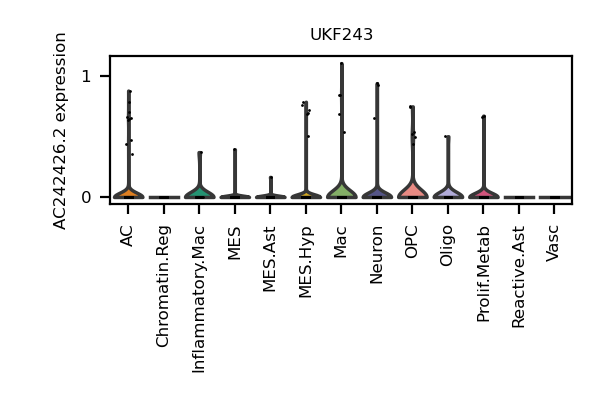 UKF243
AC242426.2 expression
1
0
AC
Chromatin.Reg
Inflammatory.Mac
MES
MES.Ast
MES.Hyp
Mac
Neuron
OPC
Oligo
Prolif.Metab
Reactive.Ast
Vasc